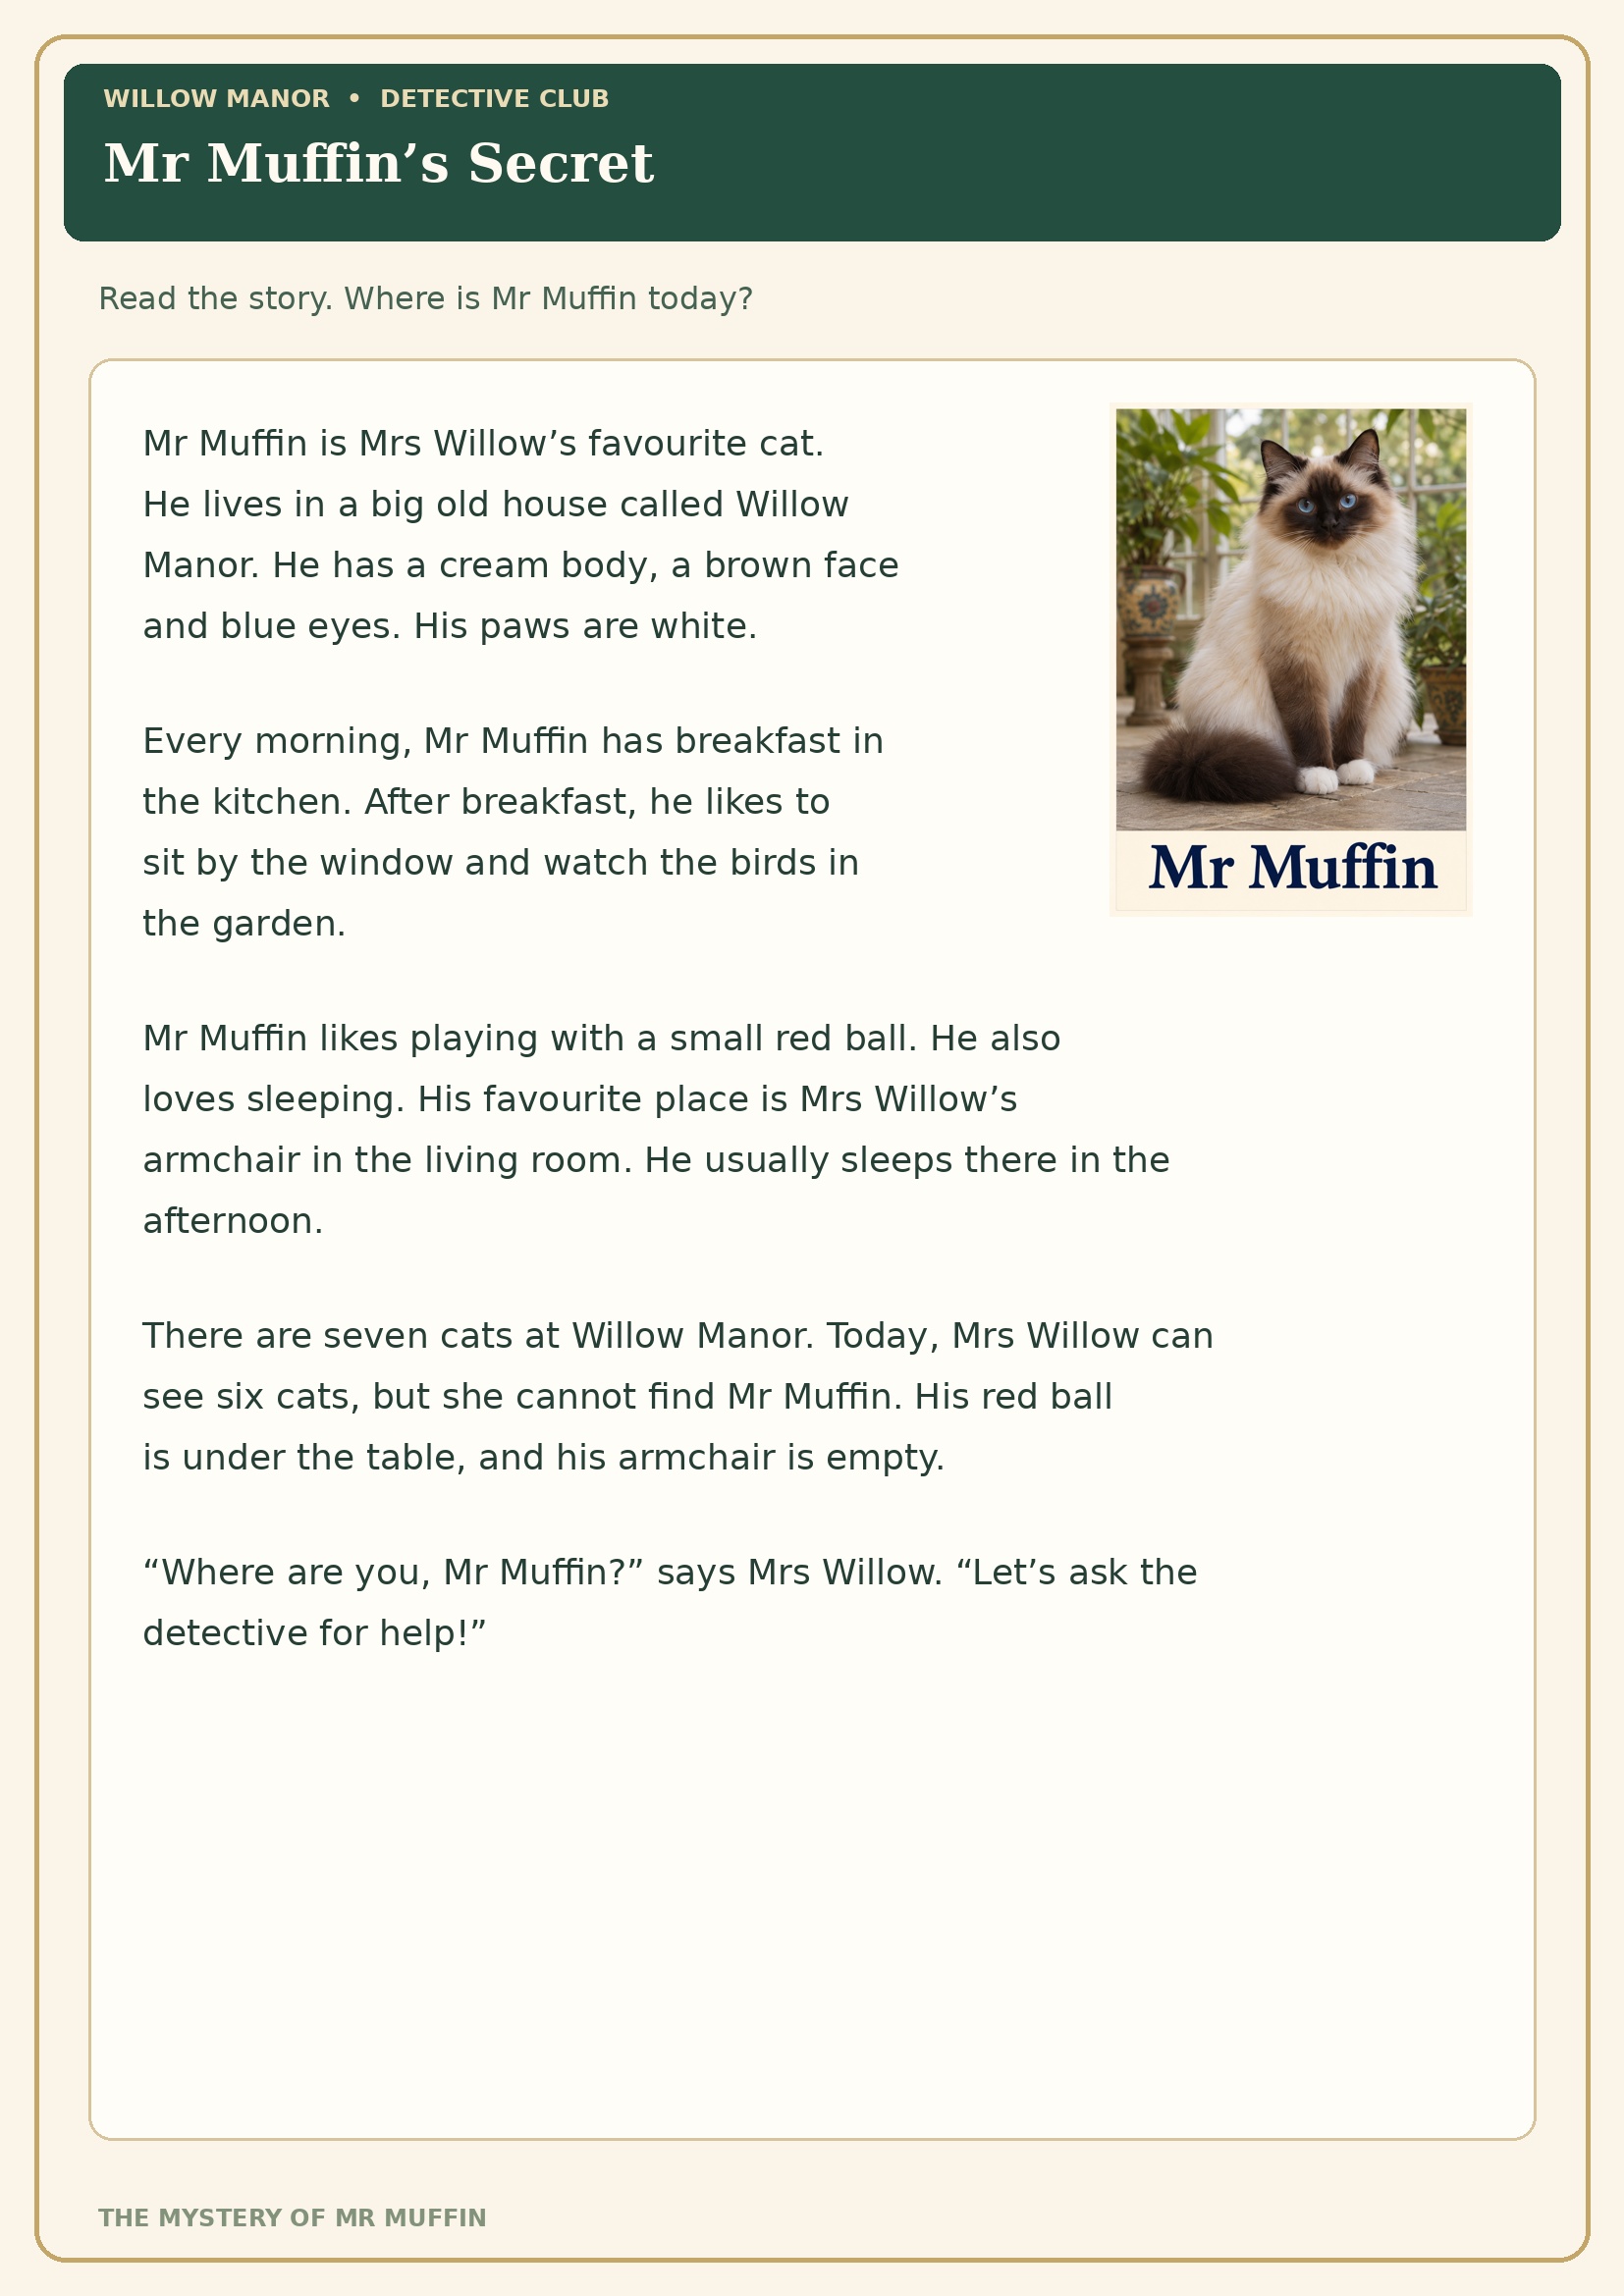 WILLOW MANOR • DETECTIVE CLUB
Mr Muffin’s Secret
Read the story. Where is Mr Muffin today?
Mr Muffin is Mrs Willow’s favourite cat.
He lives in a big old house called Willow
Manor. He has a cream body, a brown face
and blue eyes. His paws are white.
Every morning, Mr Muffin has breakfast in
the kitchen. After breakfast, he likes to
sit by the window and watch the birds in
the garden.
Mr Muffin
Mr Muffin likes playing with a small red ball. He also
loves sleeping. His favourite place is Mrs Willow’s
armchair in the living room. He usually sleeps there in the
afternoon.
There are seven cats at Willow Manor. Today, Mrs Willow can
see six cats, but she cannot find Mr Muffin. His red ball
is under the table, and his armchair is empty.
“Where are you, Mr Muffin?” says Mrs Willow. “Let’s ask the
detective for help!”
THE MYSTERY OF MR MUFFIN